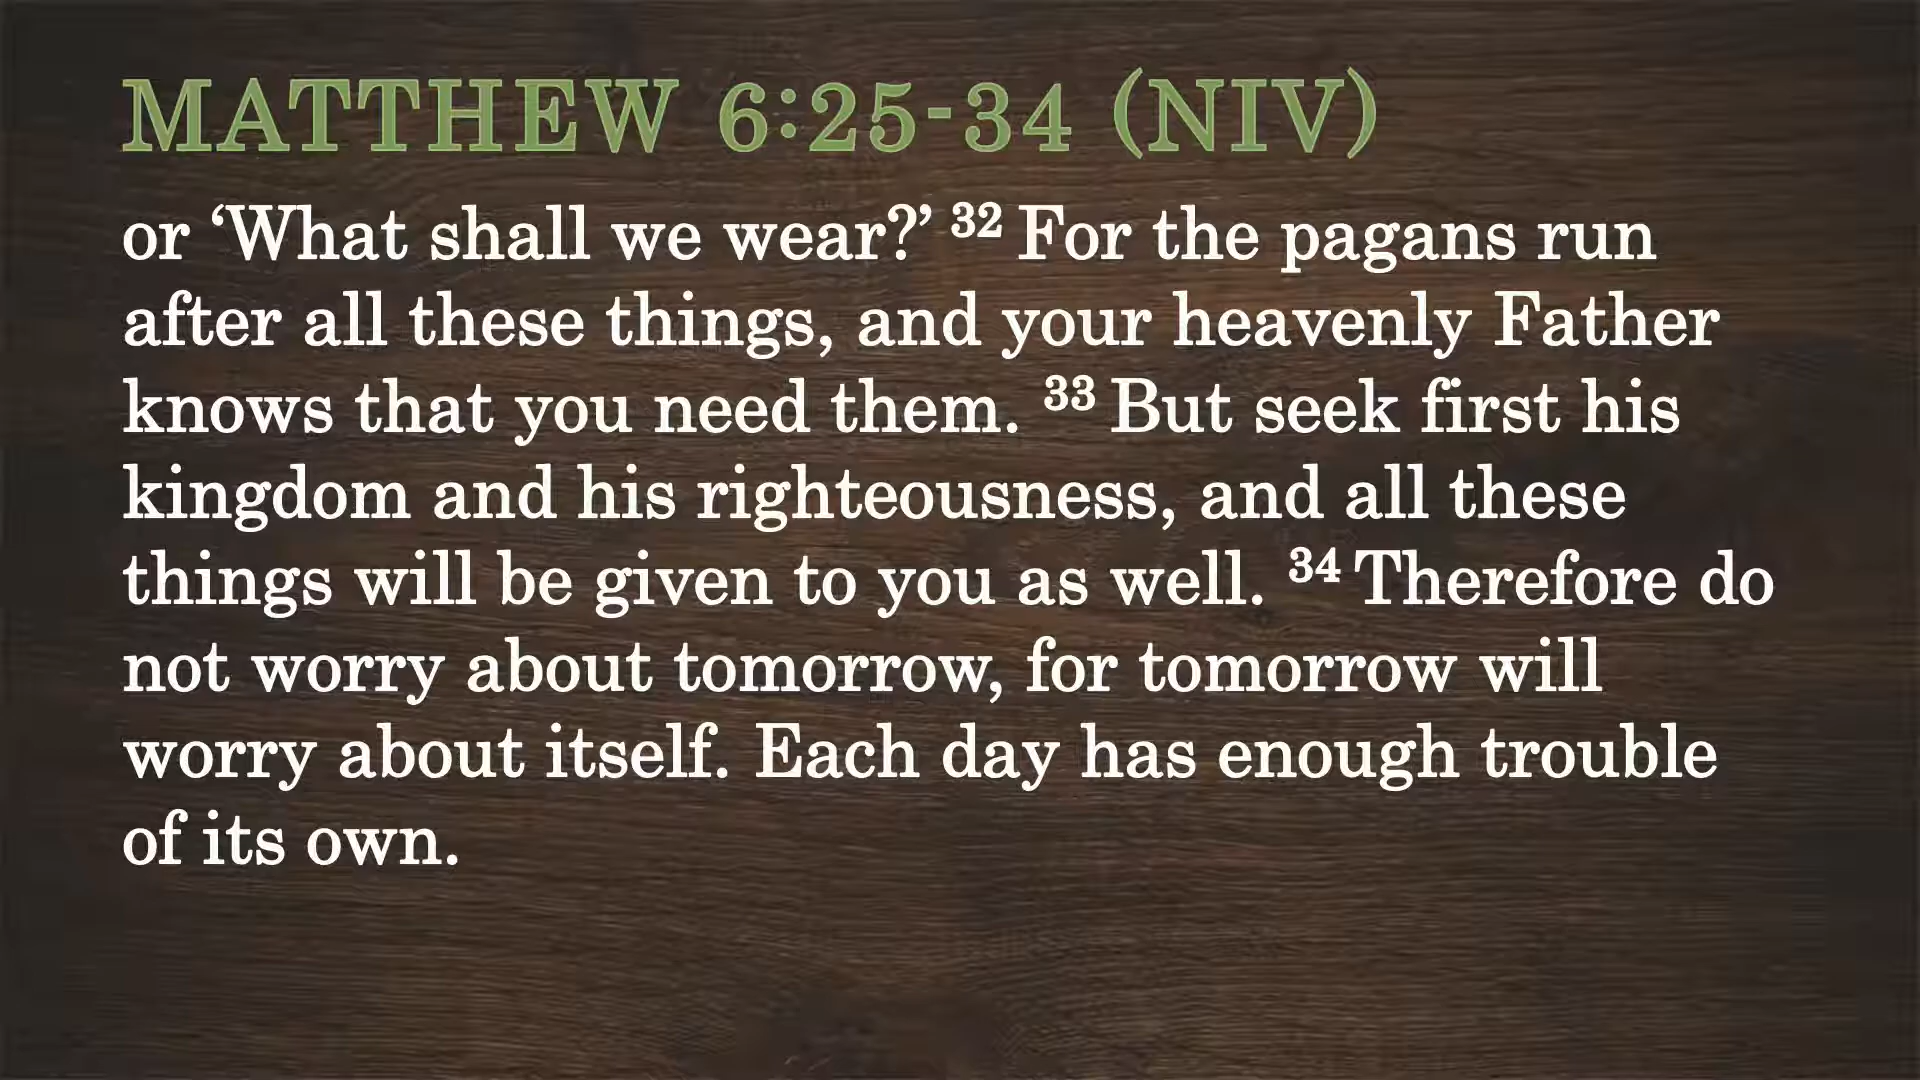 MATTHEW 6:25-34 (NIV)
or ‘What shall we wear?’ 32 For the pagans run
after all these things, and your heavenly Father
knows that you need them. 33 But seek first his
kingdom and his righteousness, and all these
things will be given to you as well. 34 Therefore do
not worry about tomorrow, for tomorrow will
worry about itself. Each day has enough trouble
of its own.